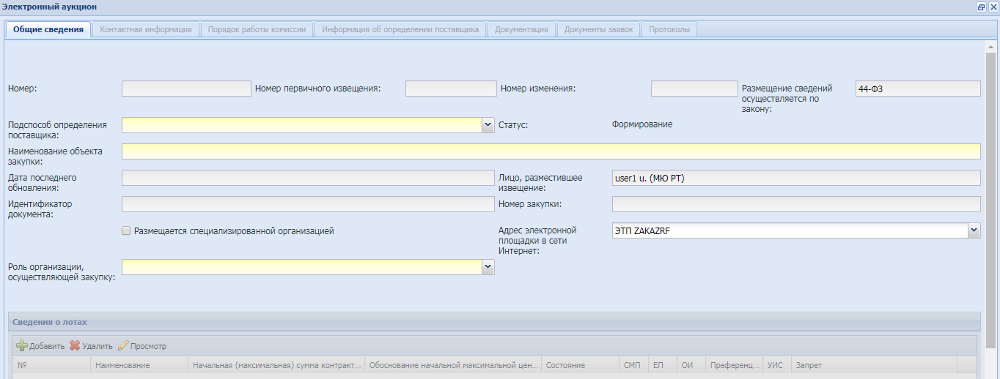 Электронный аукцион
Общие сведения Контактная информация Порядок работы комиссии Информация об определении поставщика Документация Документы заявок Протоколы
Номер: Номер первичного извещения: Номер изменения: Размещение сведений осуществляется по закону: 44-ФЗ
Подспособ определения поставщика: Статус: Формирование
Наименование объекта закупки:
Дата последнего обновления: Лицо, разместившее извещение: user1 u. (МЮ РТ)
Идентификатор документа: Номер закупки:
Размещается специализированной организацией Адрес электронной площадки в сети Интернет: ЭТП ZAKAZRF
Роль организации, осуществляющей закупку:
Сведения о лотах
Добавить Удалить Просмотр
№ Наименование Начальная (максимальная) сумма контракт... Обоснование начальной максимальной цен... Состояние СМП ЕП ОИ Преференц... УИС Запрет